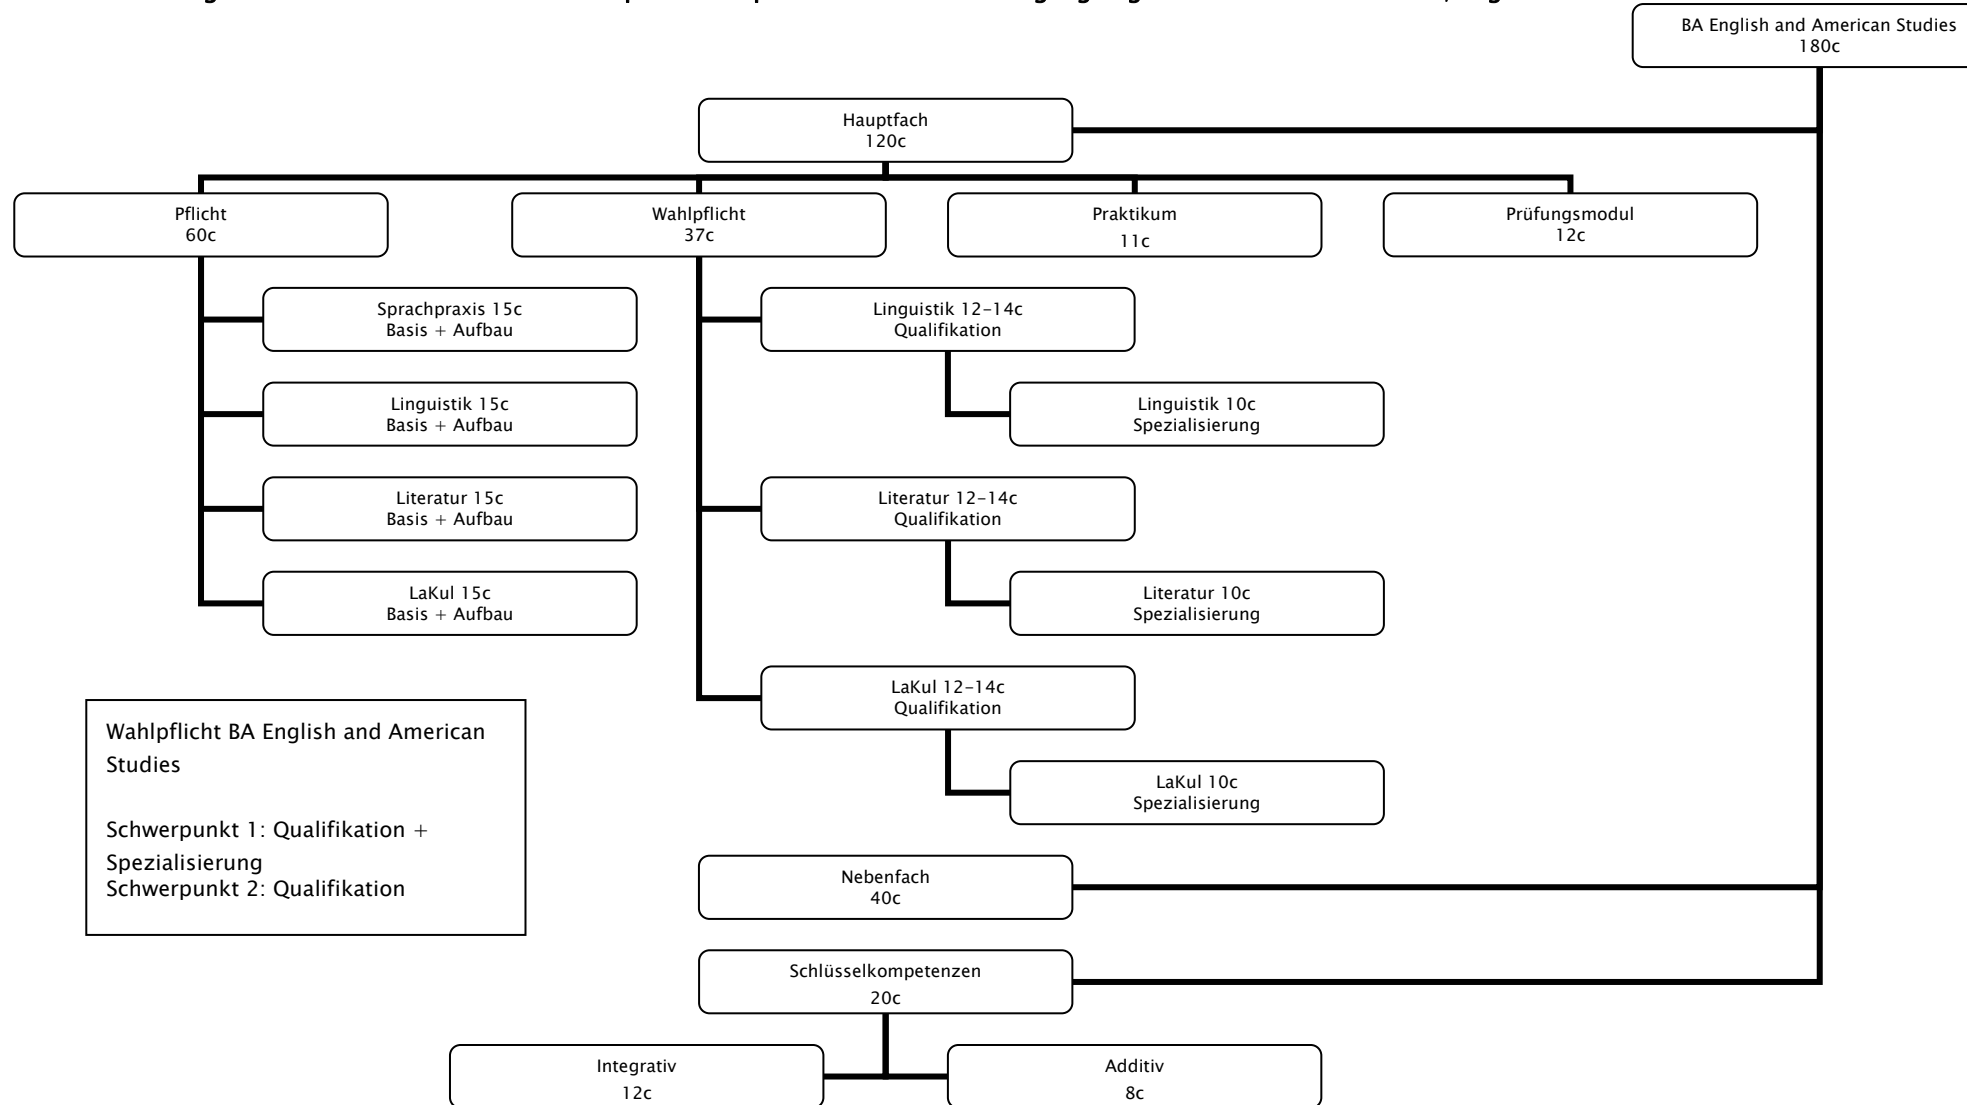 BA English and American Studies
180c
Hauptfach
120c
Pflicht
60c
Wahlpflicht
37c
Praktikum
11c
Prüfungsmodul
12c
Sprachpraxis 15c
Basis + Aufbau
Linguistik 15c
Basis + Aufbau
Literatur 15c
Basis + Aufbau
LaKul 15c
Basis + Aufbau
Linguistik 12–14c
Qualifikation
Linguistik 10c
Spezialisierung
Literatur 12–14c
Qualifikation
Literatur 10c
Spezialisierung
LaKul 12–14c
Qualifikation
LaKul 10c
Spezialisierung
Wahlpflicht BA English and American
Studies
Schwerpunkt 1: Qualifikation +
Spezialisierung
Schwerpunkt 2: Qualifikation
Nebenfach
40c
Schlüsselkompetenzen
20c
Integrativ
12c
Additiv
8c